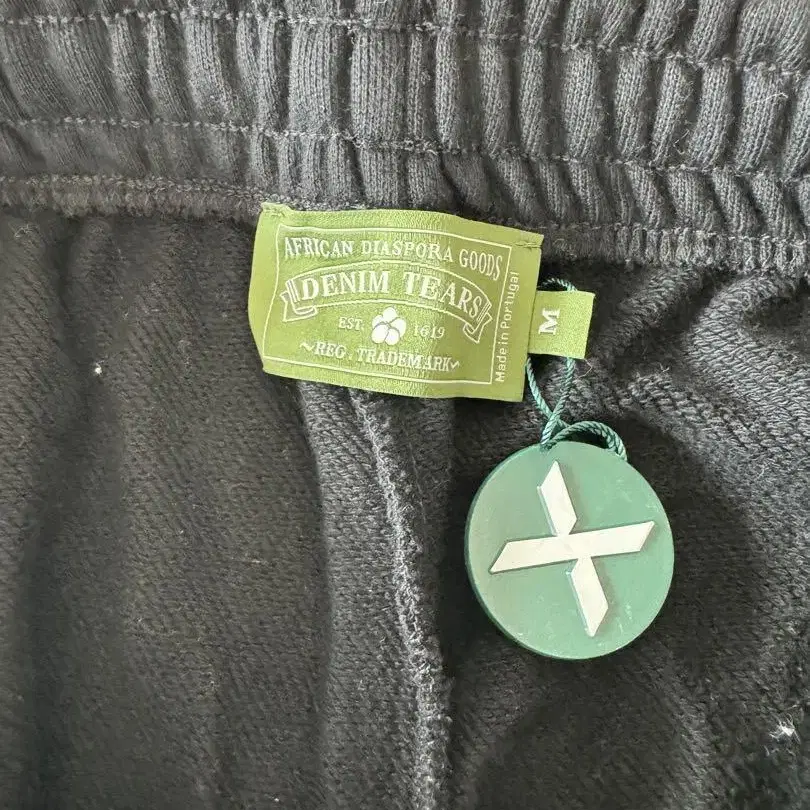 AFRICAN DIASPORA GOODS
DENIM TEARS
EST. 1619
~REG. TRADEMARK~
Made in Portugal
M